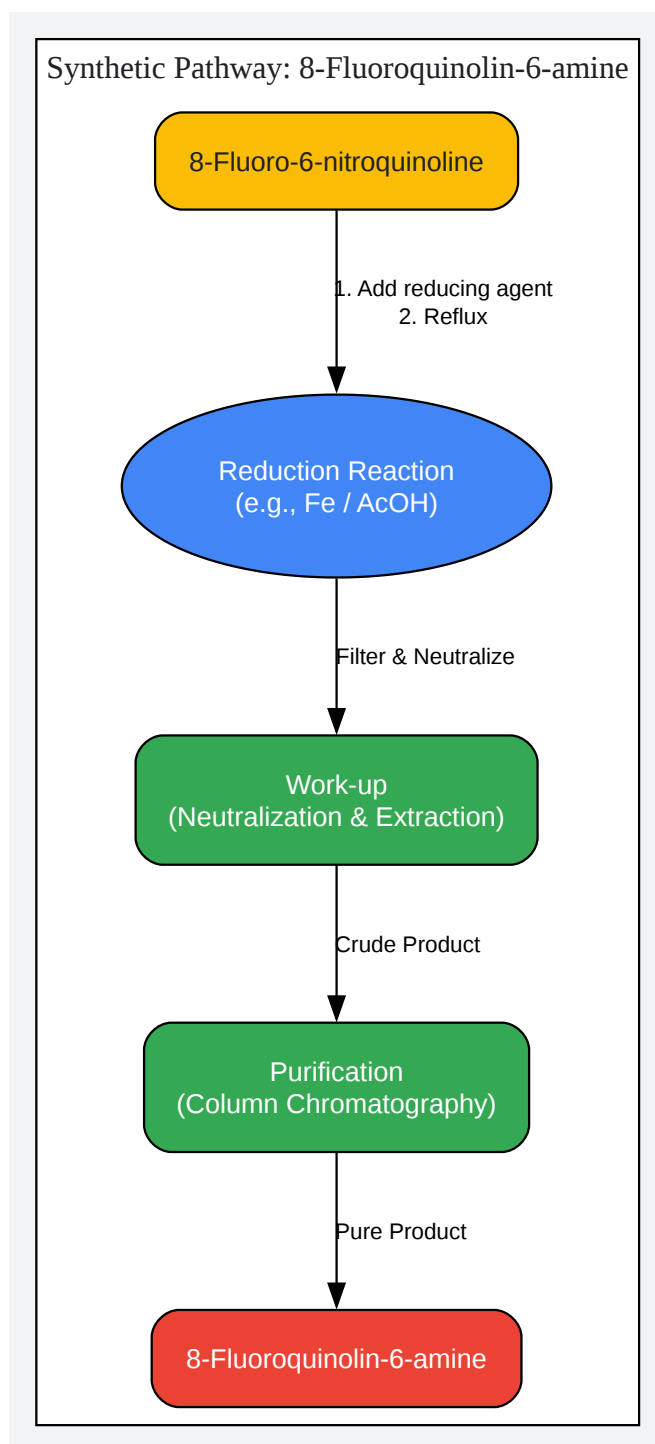 Synthetic Pathway: 8-Fluoroquinolin-6-amine
8-Fluoro-6-nitroquinoline
1. Add reducing agent
2. Reflux
Reduction Reaction
(e.g., Fe / AcOH)
Filter & Neutralize
Work-up
(Neutralization & Extraction)
Crude Product
Purification
(Column Chromatography)
Pure Product
8-Fluoroquinolin-6-amine